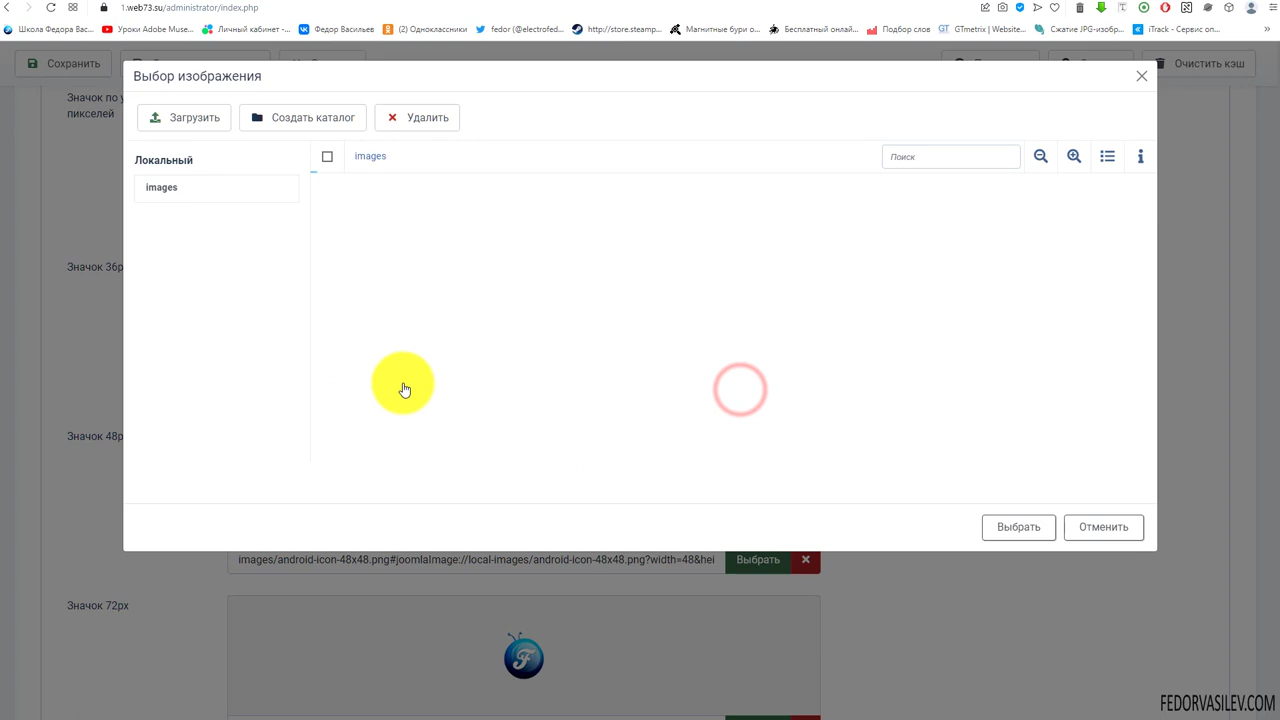 1.web73.su/administrator/index.php
Школа Федора Вас...
Уроки Adobe Muse...
Личный кабинет -...
Федор Васильев
(2) Одноклассники
fedor (@electrofed...
http://store.steamp...
Магнитные бури о...
Бесплатный онлай...
Подбор слов
GTmetrix | Website...
Сжатие JPG-изобр...
iTrack - Сервис оп...
»
Сохранить
Очистить кэш
Выбор изображения
Значок по у
пикселей
Загрузить
Создать каталог
Удалить
Локальный
images
images
Поиск
Значок 36p
Значок 48p
Выбрать
Отменить
images/android-icon-48x48.png#joomlaImage://local-images/android-icon-48x48.png?width=48&hei
Выбрать
Значок 72px
FEDORVASILEV.COM